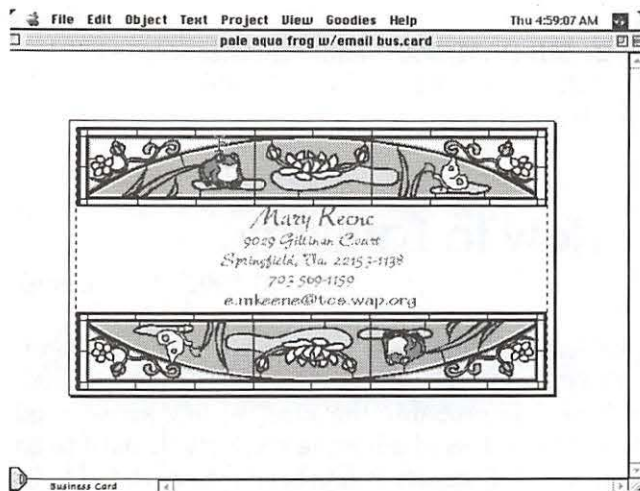 File Edit Object Text Project View Goodies Help Thu 4:59:07 AM
pale aqua frog w/email bus.card
Mary Keene
9029 Giltinan Court
Springfield, Va. 22153-1138
703 569-1159
e.mkeene@tcs.wap.org
Business Card